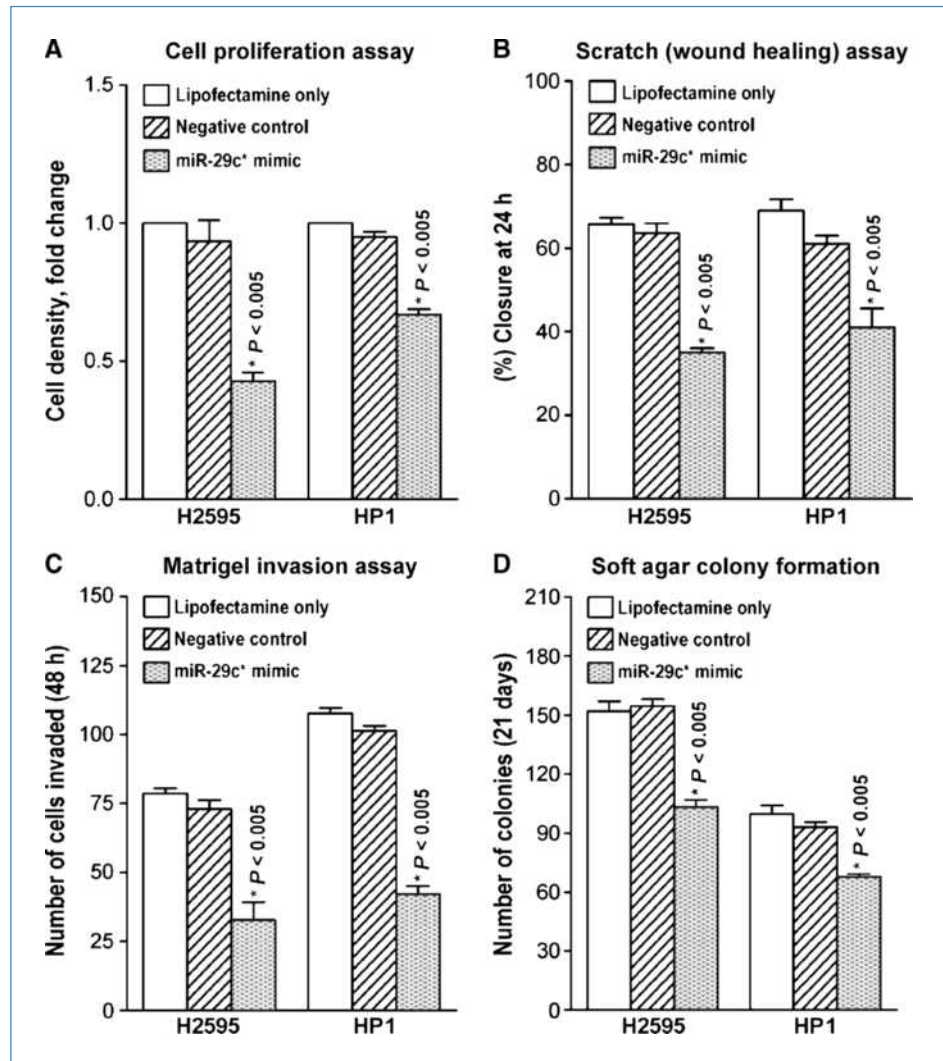 A Cell proliferation assay
1.5
1.0
0.5
0.0
Cell density, fold change
Lipofectamine only
Negative control
miR-29c* mimic
* P < 0.005
* P < 0.005
H2595 HP1
B Scratch (wound healing) assay
100
80
60
40
20
0
(%) Closure at 24 h
Lipofectamine only
Negative control
miR-29c* mimic
* P < 0.005
* P < 0.005
H2595 HP1
C Matrigel invasion assay
150
125
100
75
50
25
0
Number of cells invaded (48 h)
Lipofectamine only
Negative control
miR-29c* mimic
* P < 0.005
* P < 0.005
H2595 HP1
D Soft agar colony formation
210
180
150
120
90
60
30
0
Number of colonies (21 days)
Lipofectamine only
Negative control
miR-29c* mimic
* P < 0.005
* P < 0.005
H2595 HP1